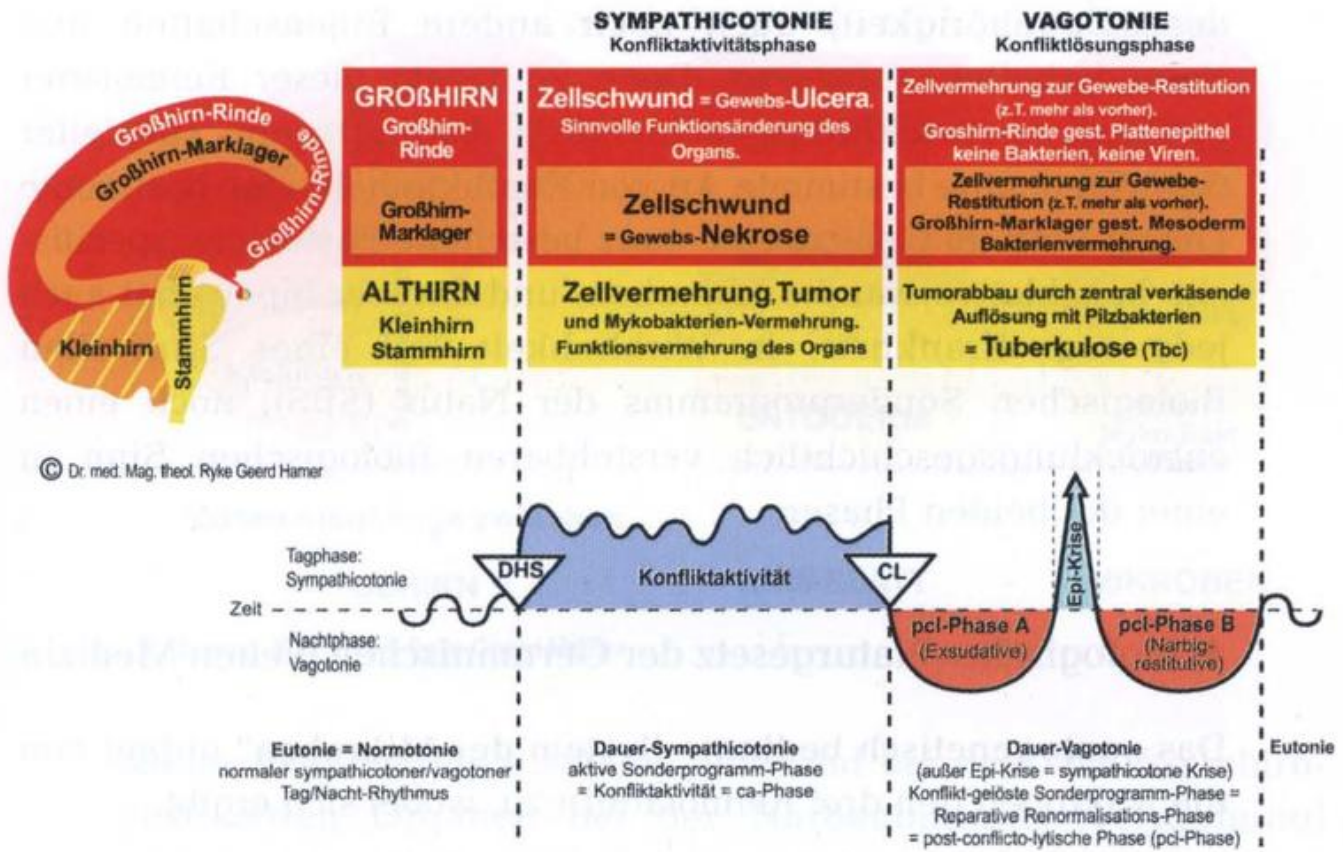 SYMPATHICOTONIE
Konfliktaktivitätsphase
VAGOTONIE
Konfliktlösungsphase
Großhirn-Rinde
Großhirn-Marklager
Großhirn-Rinde
Kleinhirn
Stammhirn
GROßHIRN
Großhirn-
Rinde
Großhirn-
Marklager
ALTHIRN
Kleinhirn
Stammhirn
Zellschwund = Gewebs-Ulcera.
Sinnvolle Funktionsänderung des
Organs.
Zellschwund
= Gewebs-Nekrose
Zellvermehrung, Tumor
und Mykobakterien-Vermehrung.
Funktionsvermehrung des Organs
Zellvermehrung zur Gewebe-Restitution
(z.T. mehr als vorher).
Groshirn-Rinde gest. Plattenepithel
keine Bakterien, keine Viren.
Zellvermehrung zur Gewebe-
Restitution (z.T. mehr als vorher).
Großhirn-Marklager gest. Mesoderm
Bakterienvermehrung.
Tumorabbau durch zentral verkäsende
Auflösung mit Pilzbakterien
= Tuberkulose (Tbc)
© Dr. med. Mag. theol. Ryke Geerd Hamer
Tagphase:
Sympathicotonie
Zeit
Nachtphase:
Vagotonie
DHS
Konfliktaktivität
CL
pcl-Phase A
(Exsudative)
Epi-Krise
pcl-Phase B
(Narbig-
restitutive)
Eutonie = Normotonie
normaler sympathicotoner/vagotoner
Tag/Nacht-Rhythmus
Dauer-Sympathicotonie
aktive Sonderprogramm-Phase
= Konfliktaktivität = ca-Phase
Dauer-Vagotonie
(außer Epi-Krise = sympathicotone Krise)
Konflikt-gelöste Sonderprogramm-Phase =
Reparative Renormalisations-Phase
= post-conflicto-lytische Phase (pcl-Phase)
Eutonie